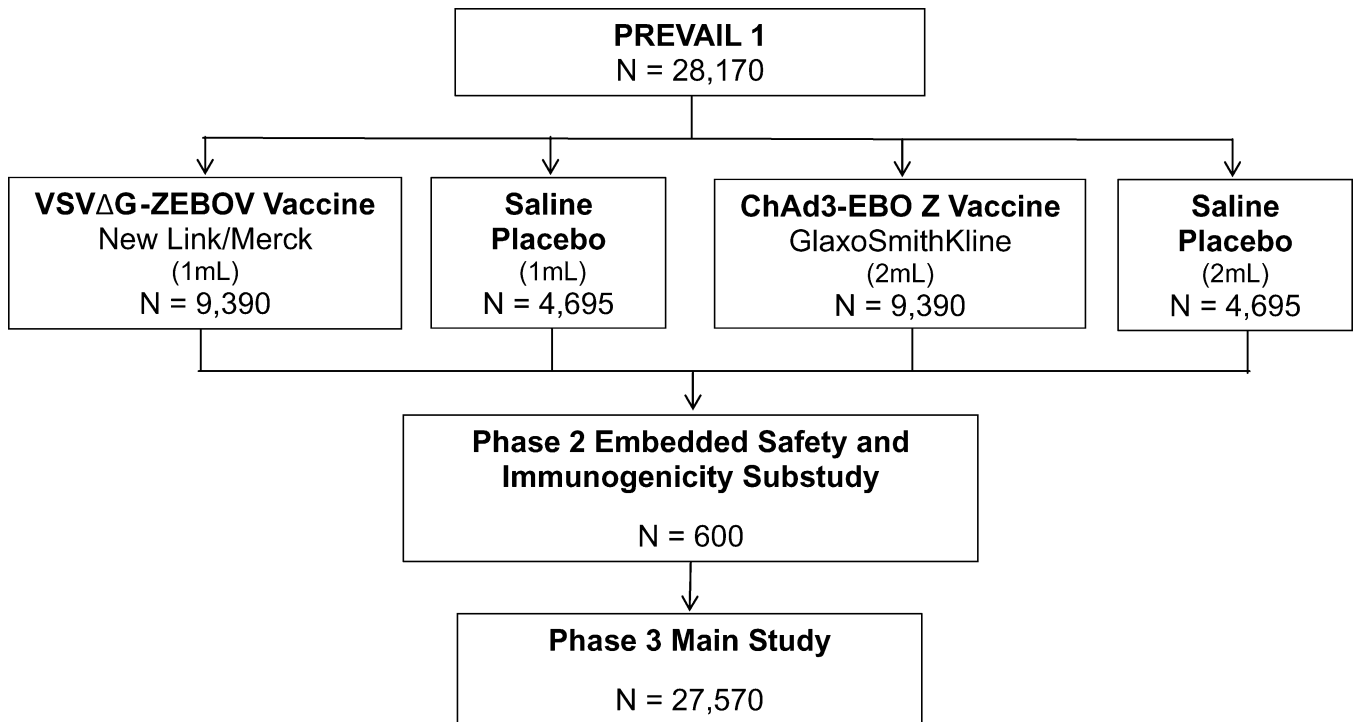 PREVAIL 1
N = 28,170
VSVΔG-ZEBOV Vaccine
New Link/Merck
(1mL)
N = 9,390
Saline
Placebo
(1mL)
N = 4,695
ChAd3-EBO Z Vaccine
GlaxoSmithKline
(2mL)
N = 9,390
Saline
Placebo
(2mL)
N = 4,695
Phase 2 Embedded Safety and
Immunogenicity Substudy
N = 600
Phase 3 Main Study
N = 27,570